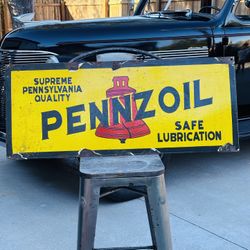 SUPREME
PENNSYLVANIA
QUALITY
PENNZOIL
SAFE
LUBRICATION